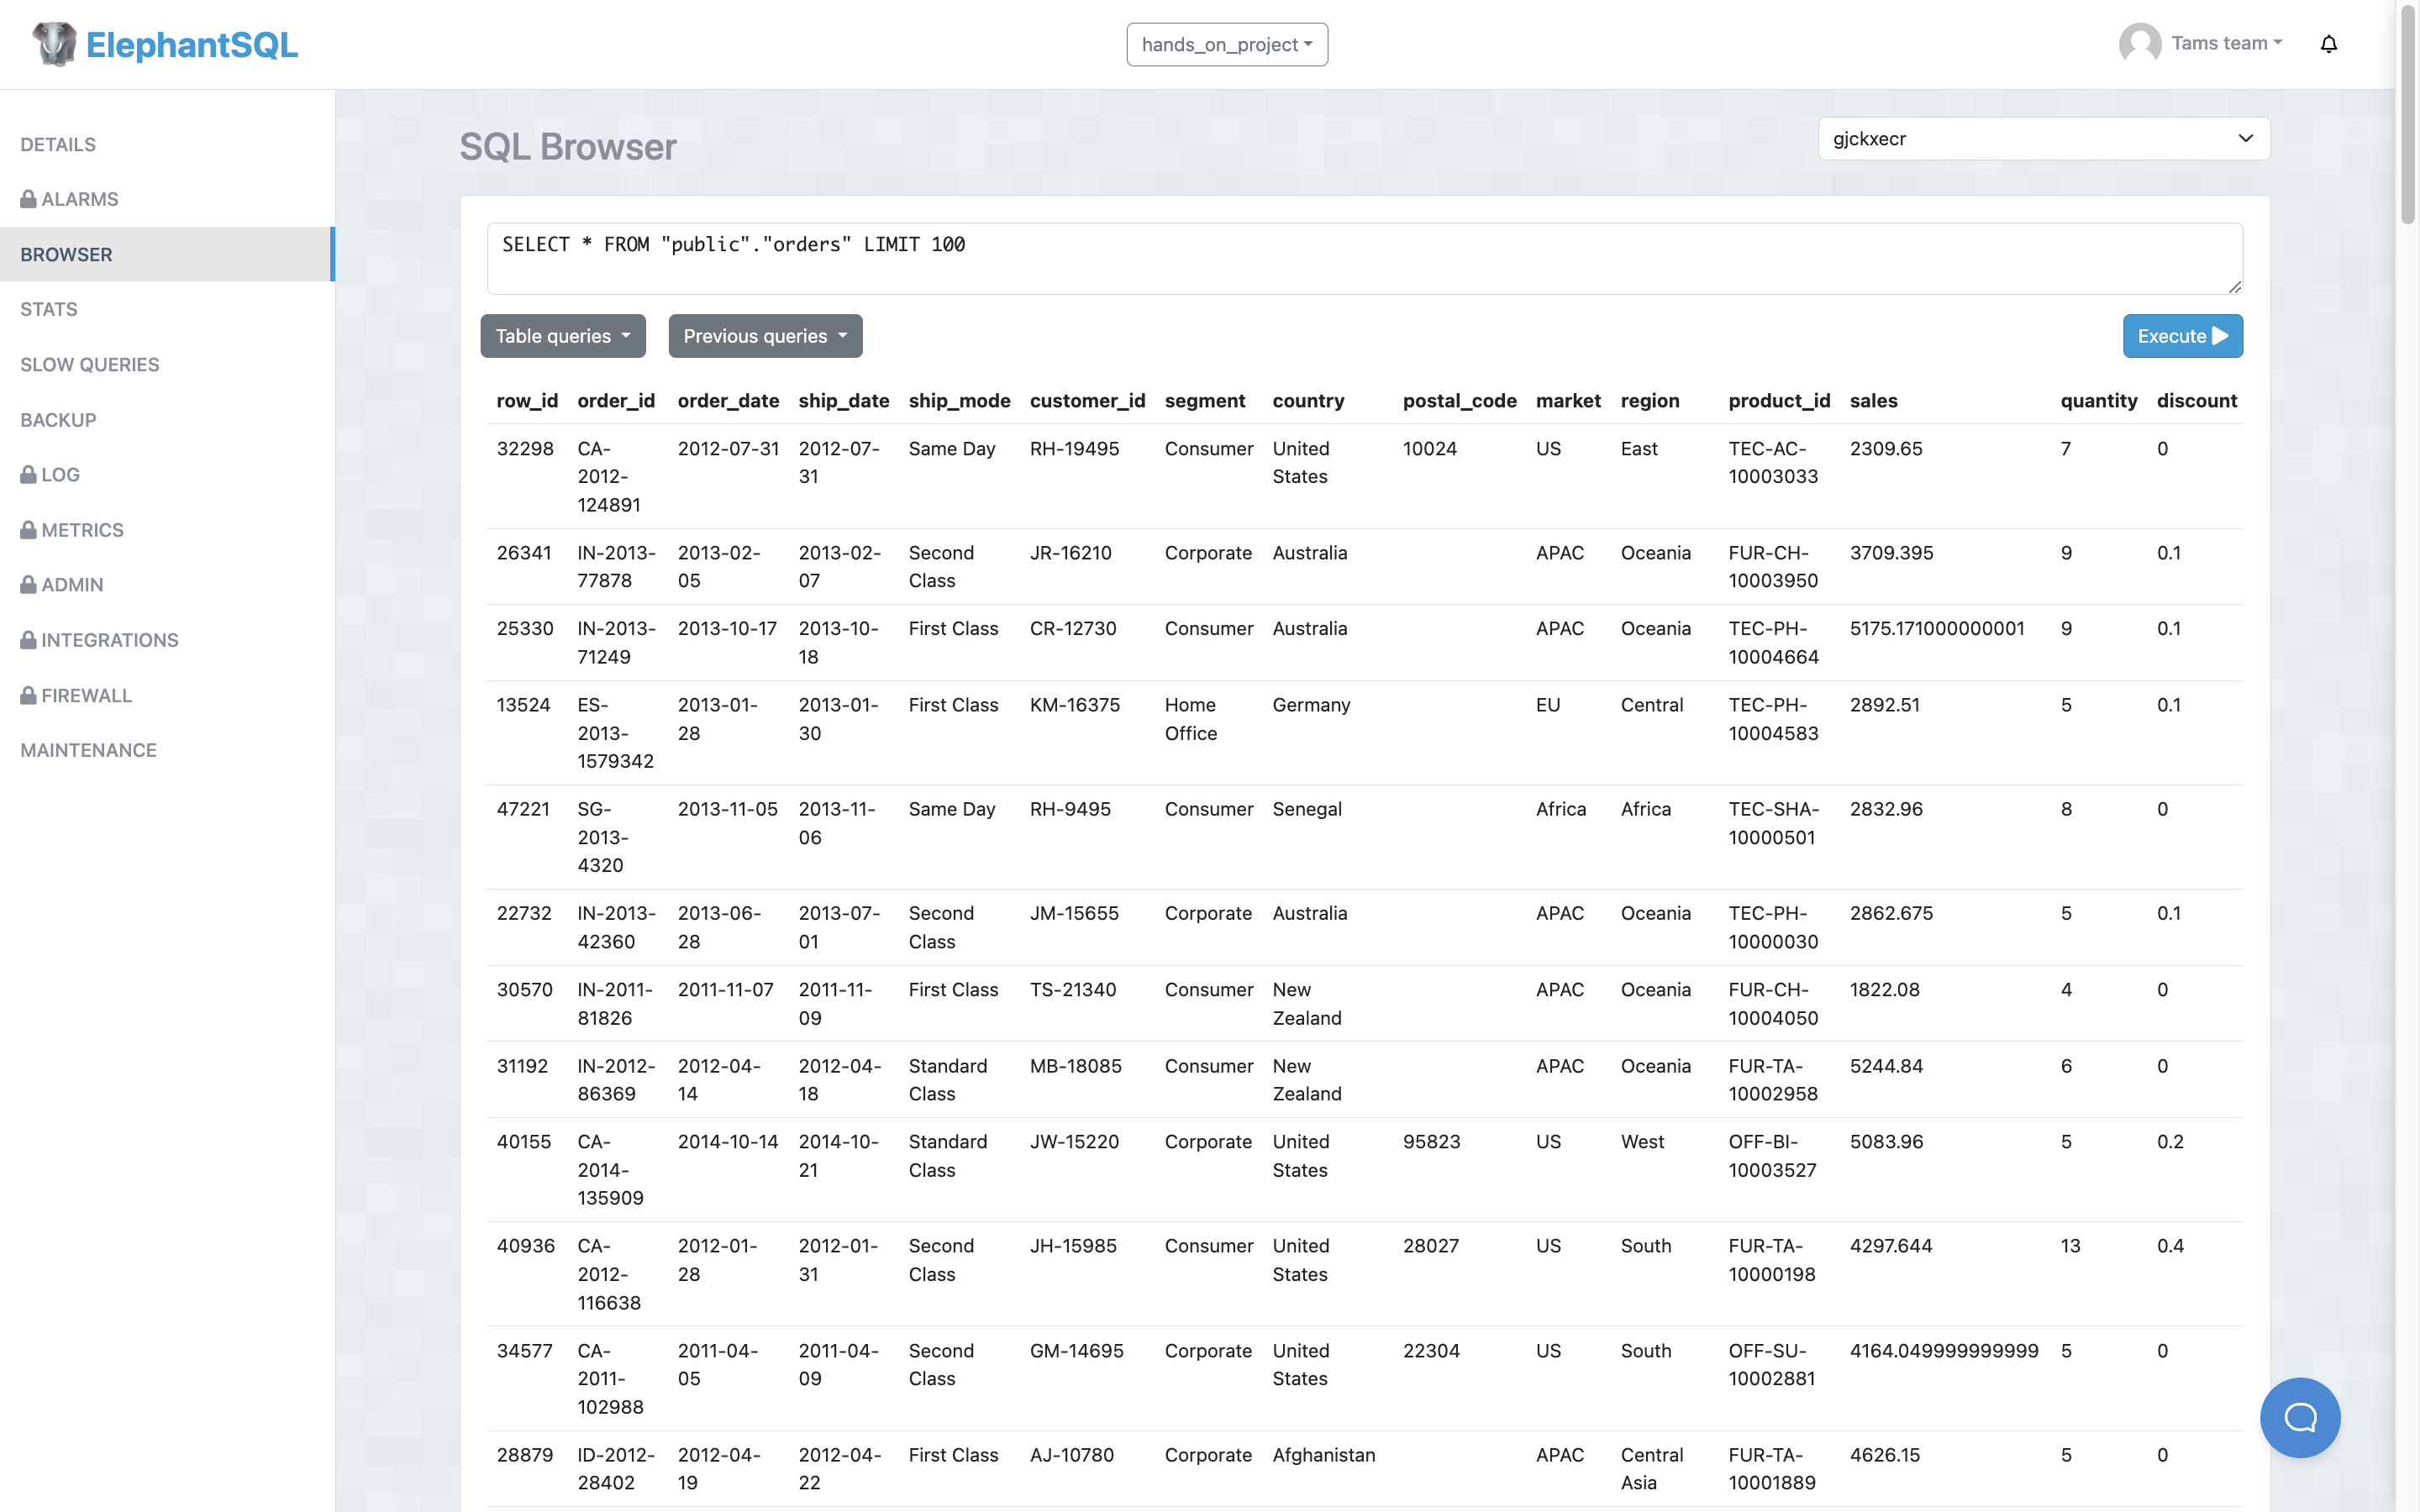 ElephantSQL
hands_on_project
Tams team
DETAILS
ALARMS
BROWSER
STATS
SLOW QUERIES
BACKUP
LOG
METRICS
ADMIN
INTEGRATIONS
FIREWALL
MAINTENANCE
SQL Browser
gjckxecr
SELECT * FROM "public"."orders" LIMIT 100
Table queries Previous queries Execute
row_id order_id order_date ship_date ship_mode customer_id segment country postal_code market region product_id sales quantity discount
32298 CA- 2012-07-31 2012-07- Same Day RH-19495 Consumer United 10024 US East TEC-AC- 2309.65 7 0
2012- 31 States 10003033
124891
26341 IN-2013- 2013-02- 2013-02- Second JR-16210 Corporate Australia APAC Oceania FUR-CH- 3709.395 9 0.1
77878 05 07 Class 10003950
25330 IN-2013- 2013-10-17 2013-10- First Class CR-12730 Consumer Australia APAC Oceania TEC-PH- 5175.171000000001 9 0.1
71249 18 10004664
13524 ES- 2013-01- 2013-01- First Class KM-16375 Home Germany EU Central TEC-PH- 2892.51 5 0.1
2013- 28 30 Office 10004583
1579342
47221 SG- 2013-11-05 2013-11- Same Day RH-9495 Consumer Senegal Africa Africa TEC-SHA- 2832.96 8 0
2013- 06 10000501
4320
22732 IN-2013- 2013-06- 2013-07- Second JM-15655 Corporate Australia APAC Oceania TEC-PH- 2862.675 5 0.1
42360 28 01 Class 10000030
30570 IN-2011- 2011-11-07 2011-11- First Class TS-21340 Consumer New APAC Oceania FUR-CH- 1822.08 4 0
81826 09 Zealand 10004050
31192 IN-2012- 2012-04- 2012-04- Standard MB-18085 Consumer New APAC Oceania FUR-TA- 5244.84 6 0
86369 14 18 Class Zealand 10002958
40155 CA- 2014-10-14 2014-10- Standard JW-15220 Corporate United 95823 US West OFF-BI- 5083.96 5 0.2
2014- 21 Class States 10003527
135909
40936 CA- 2012-01- 2012-01- Second JH-15985 Consumer United 28027 US South FUR-TA- 4297.644 13 0.4
2012- 28 31 Class States 10000198
116638
34577 CA- 2011-04- 2011-04- Second GM-14695 Corporate United 22304 US South OFF-SU- 4164.049999999999 5 0
2011- 05 09 Class States 10002881
102988
28879 ID-2012- 2012-04- 2012-04- First Class AJ-10780 Corporate Afghanistan APAC Central FUR-TA- 4626.15 5 0
28402 19 22 Asia 10001889